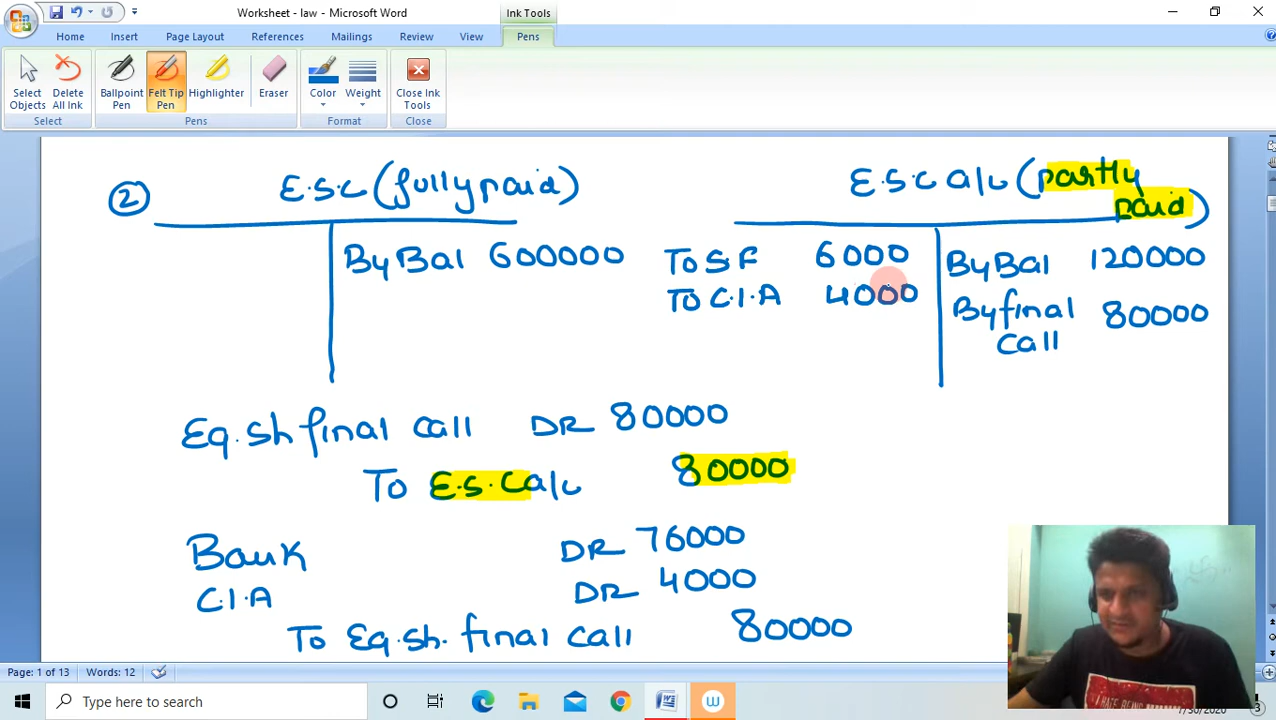 Worksheet - law - Microsoft Word
Ink Tools
Home Insert Page Layout References Mailings Review View Pens
Select Objects
Delete All Ink
Ballpoint Pen
Felt Tip Pen
Highlighter
Eraser
Color
Weight
Close Ink Tools
Select Pens Format Close
② E.S.C (fully paid)
By Bal 600000
E.S.C A/c (partly paid)
To S F 6000
To C.I.A 4000
By Bal 120000
By final call 80000
Eq. Sh final call DR 80000
To E.S.C A/c 80000
Bank DR 76000
C.I.A DR 4000
To Eq. sh. final call 80000
Page: 1 of 13 Words: 12
Type here to search
7/30/2020